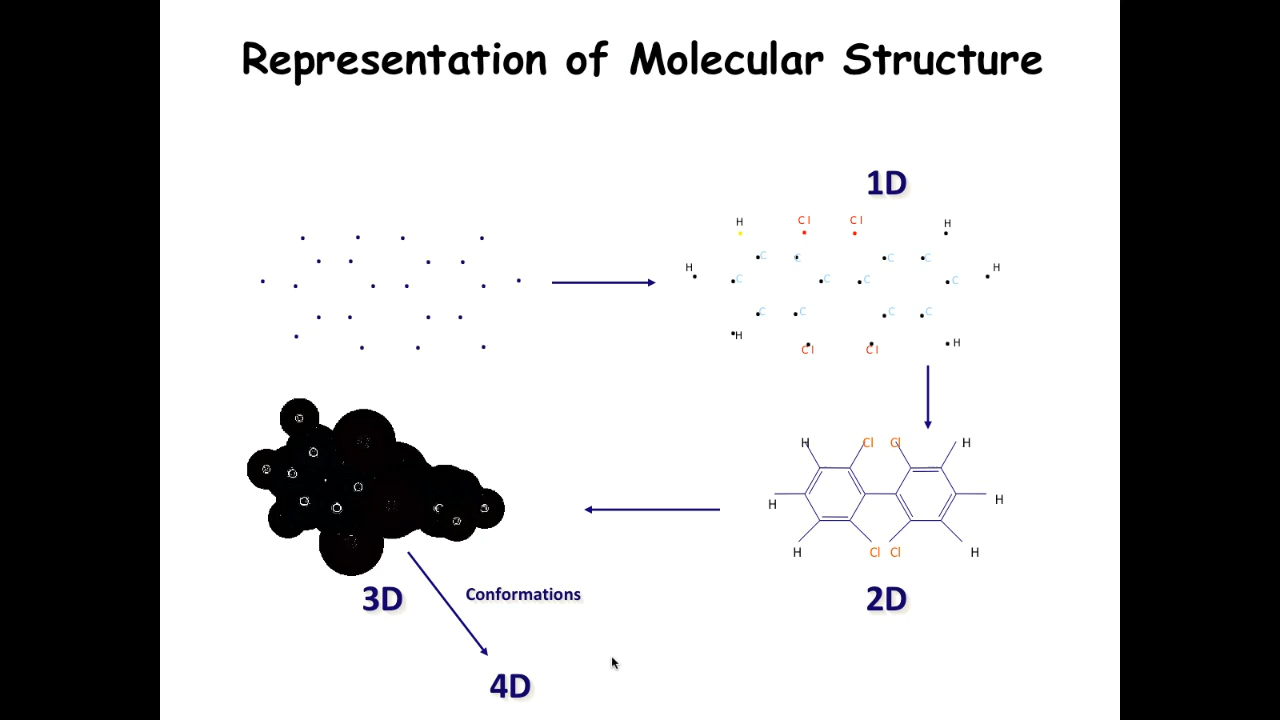 Representation of Molecular Structure
1D
H Cl Cl H
H H
C C C C
C C C C
C C C C
H Cl Cl H
H Cl Cl H
H H
H Cl Cl H
3D
Conformations
2D
4D